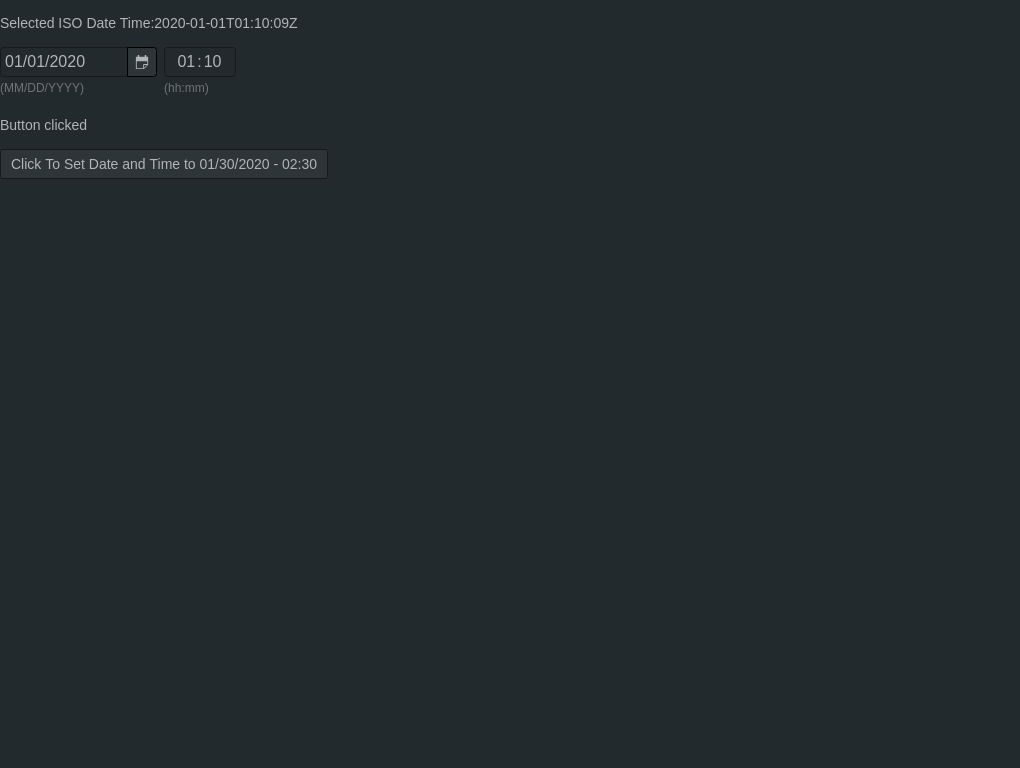 Selected ISO Date Time:2020-01-01T01:10:09Z
01/01/2020 01:10
(MM/DD/YYYY) (hh:mm)
Button clicked
Click To Set Date and Time to 01/30/2020 - 02:30